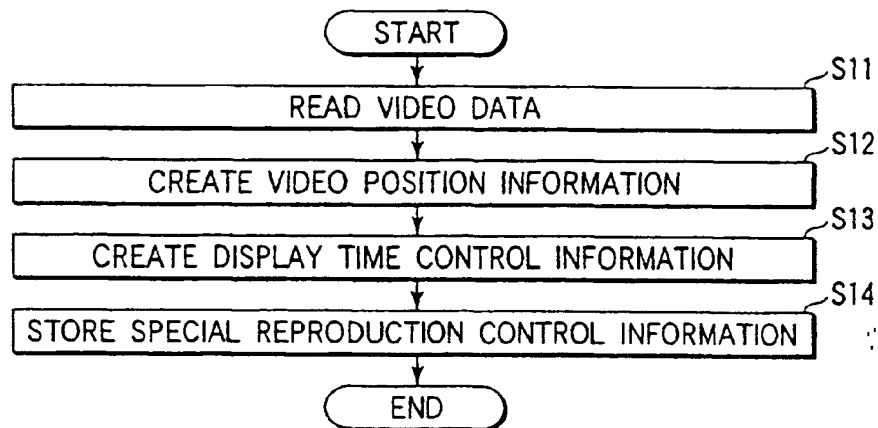 START
S11
READ VIDEO DATA
S12
CREATE VIDEO POSITION INFORMATION
S13
CREATE DISPLAY TIME CONTROL INFORMATION
S14
STORE SPECIAL REPRODUCTION CONTROL INFORMATION
END